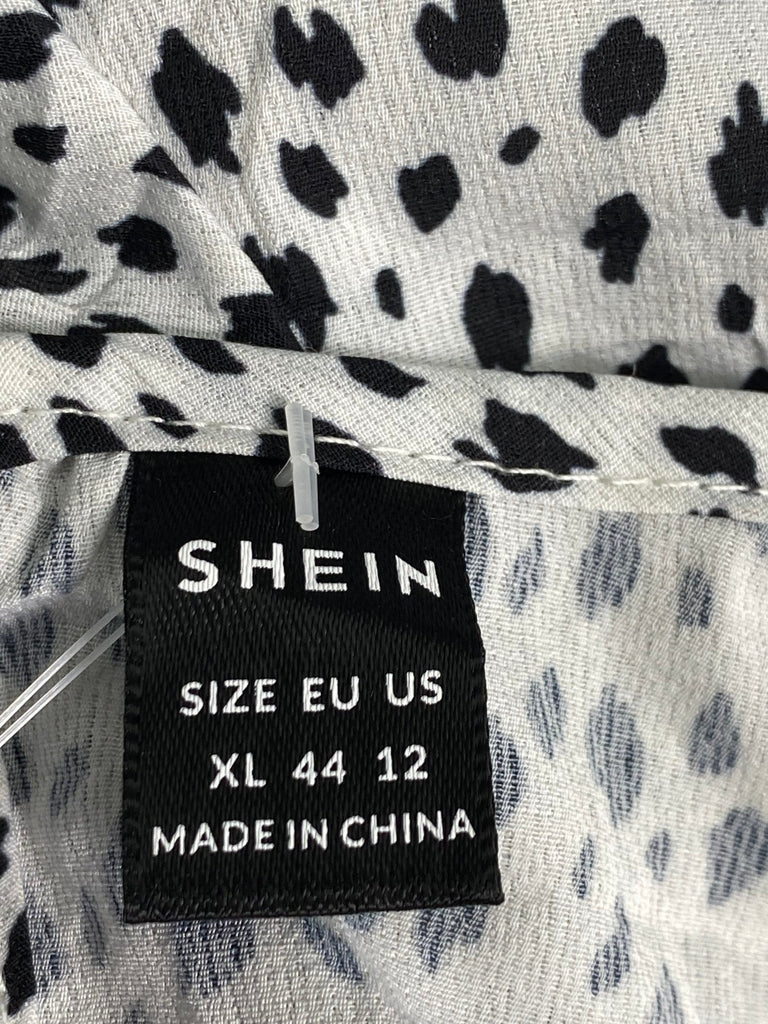 SHEIN
SIZE EU US
XL 44 12
MADE IN CHINA